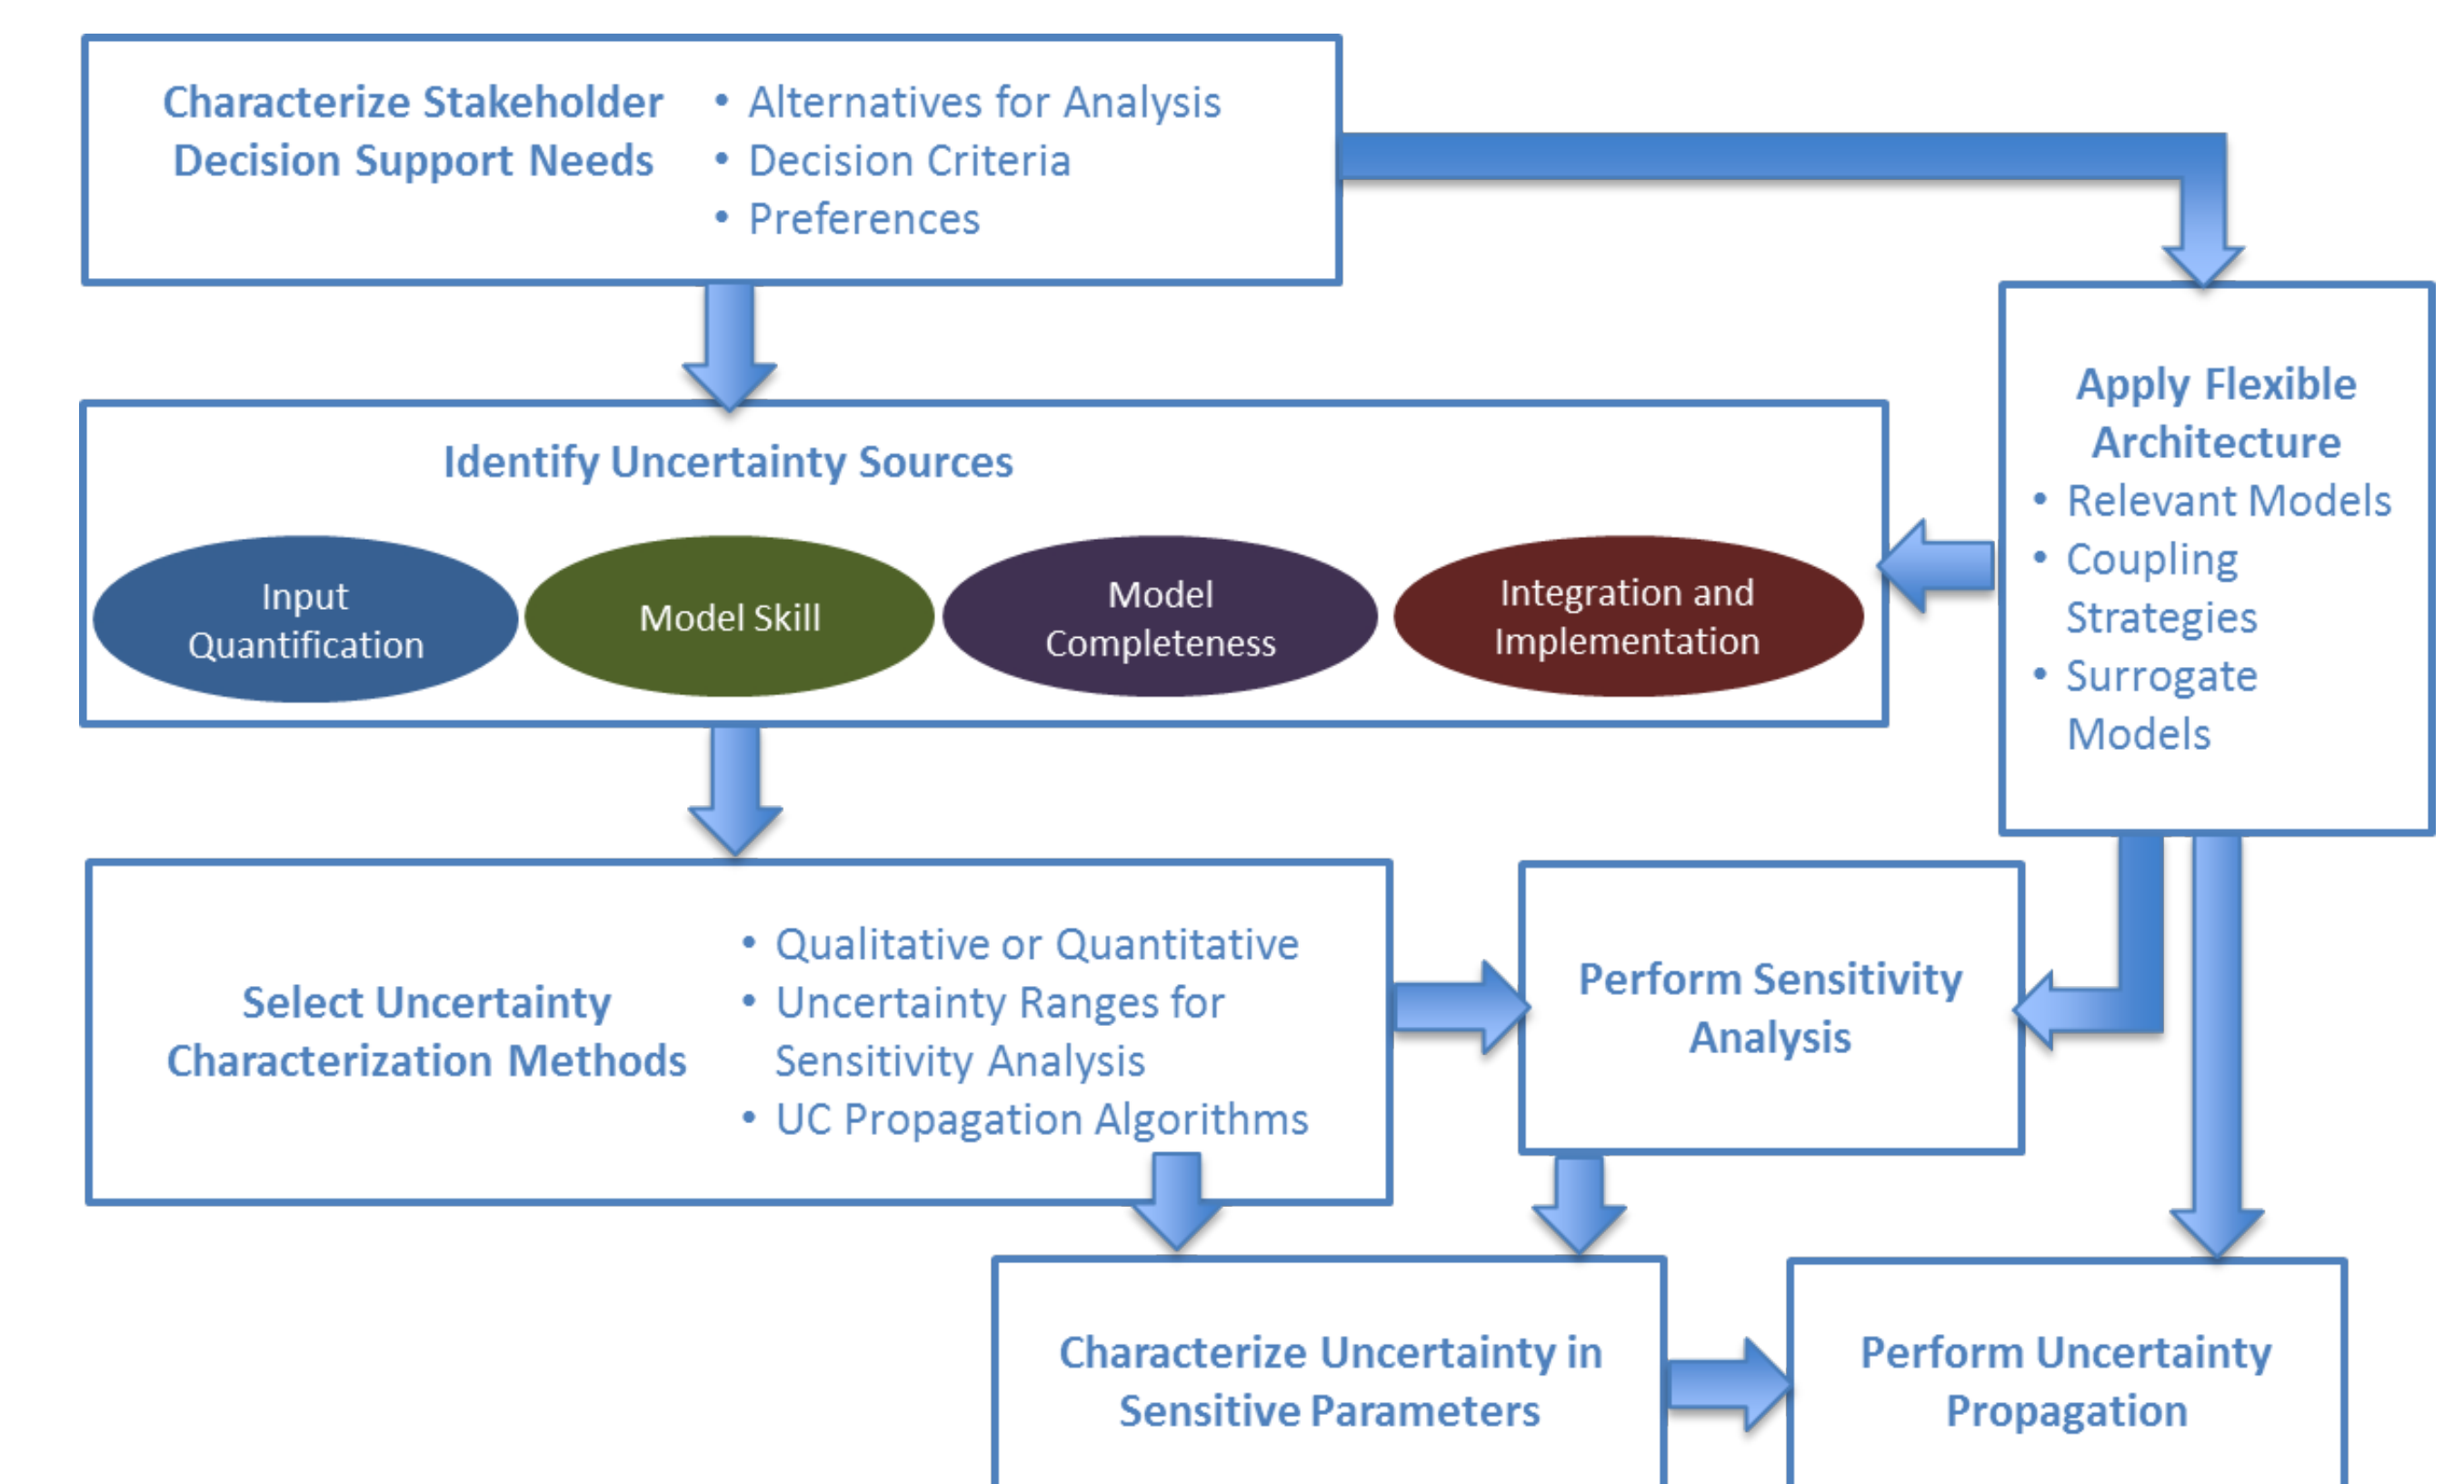 Characterize Stakeholder
Decision Support Needs
• Alternatives for Analysis
• Decision Criteria
• Preferences
Apply Flexible
Architecture
• Relevant Models
• Coupling
Strategies
• Surrogate
Models
Identify Uncertainty Sources
Input
Quantification
Model Skill
Model
Completeness
Integration and
Implementation
Select Uncertainty
Characterization Methods
• Qualitative or Quantitative
• Uncertainty Ranges for
Sensitivity Analysis
• UC Propagation Algorithms
Perform Sensitivity
Analysis
Characterize Uncertainty in
Sensitive Parameters
Perform Uncertainty
Propagation